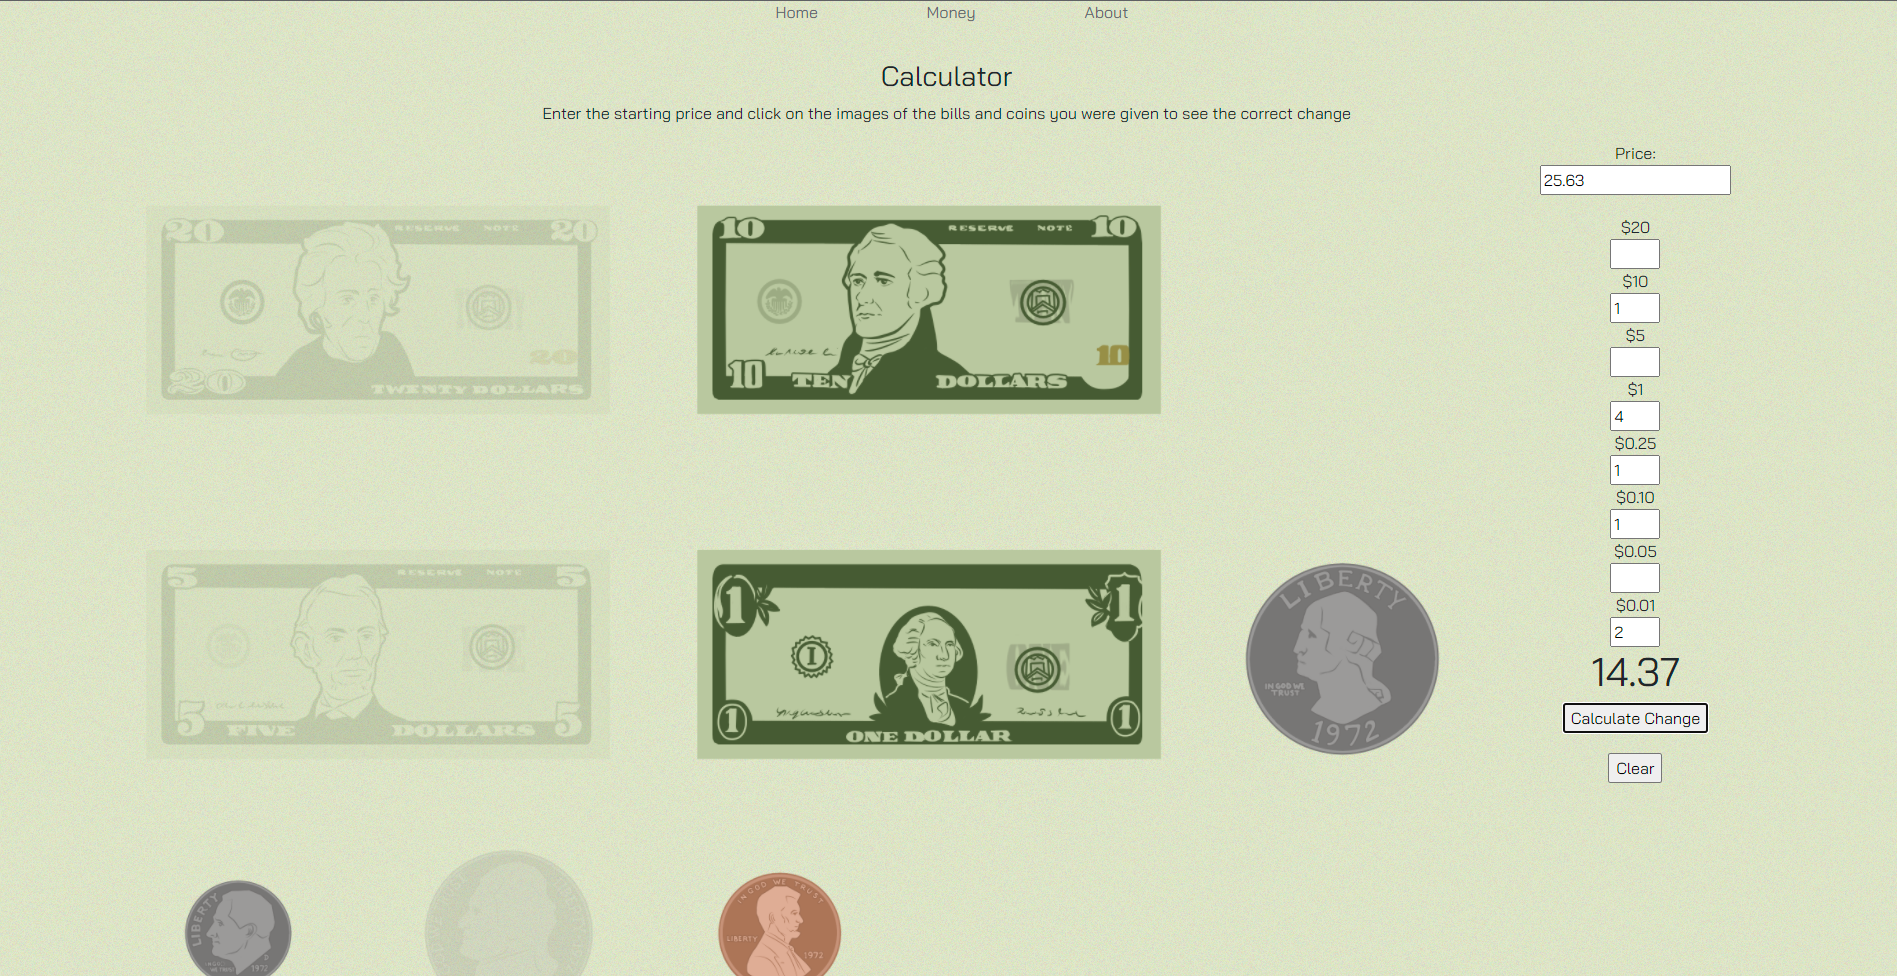 Home Money About
Calculator
Enter the starting price and click on the images of the bills and coins you were given to see the correct change
Price:
25.63
$20
$10
1
$5
$1
4
$0.25
1
$0.10
1
$0.05
$0.01
2
14.37
Calculate Change
Clear
20 RESERVE NOTE 20
20
20 TWENTY DOLLARS
10 RESERVE NOTE 10
10
10 TEN DOLLARS
5 RESERVE NOTE 5
5 FIVE DOLLARS 5
1 1
1
1 ONE DOLLAR 1
LIBERTY
IN GOD WE
TRUST
1972
LIBERTY
WE TRUST 1972
IN GOD WE TRUST
LIBERTY
1972